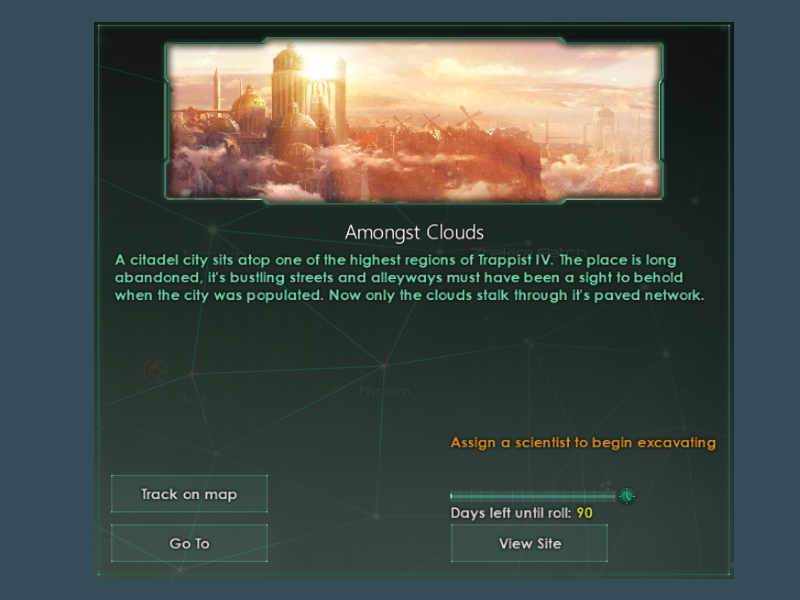 Amongst Clouds
A citadel city sits atop one of the highest regions of Trappist IV. The place is long
abandoned, it's bustling streets and alleyways must have been a sight to behold
when the city was populated. Now only the clouds stalk through it's paved network.
Assign a scientist to begin excavating
Track on map
Days left until roll: 90
Go To
View Site